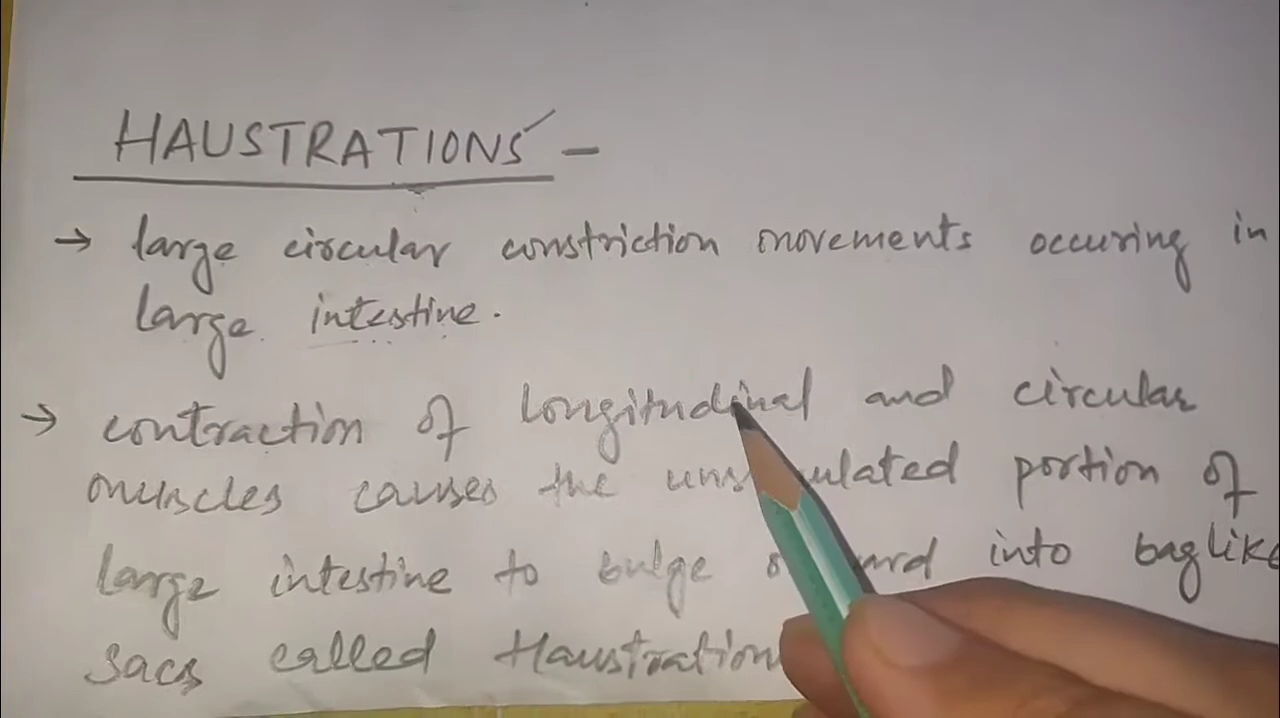 HAUSTRATIONS -
→ large circular constriction movements occuring in
large intestine.
→ contraction of longitudinal and circular
muscles causes the portion of
large intestine to bulge into baglike
sacs called Haustration